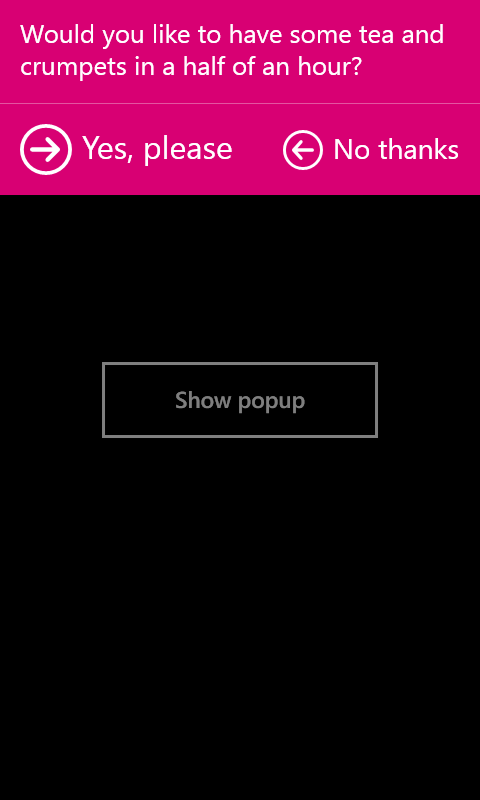 Would you like to have some tea and
crumpets in a half of an hour?
Yes, please
No thanks
Show popup